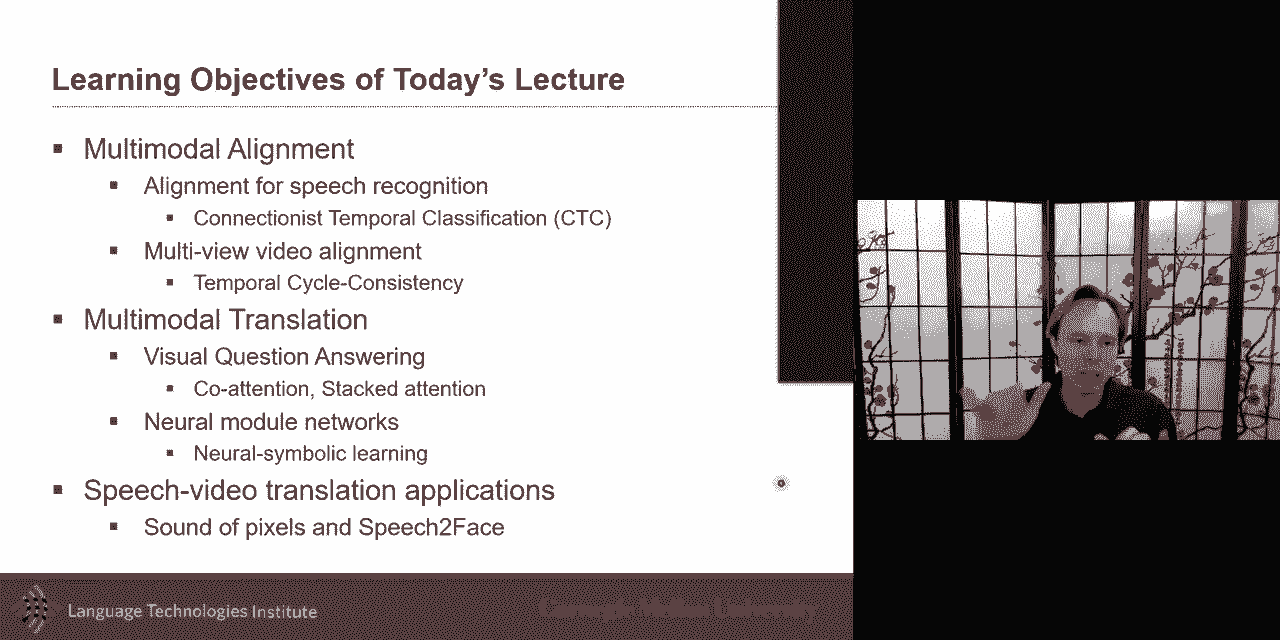 Learning Objectives of Today's Lecture
▪ Multimodal Alignment
▪ Alignment for speech recognition
▪ Connectionist Temporal Classification (CTC)
▪ Multi-view video alignment
▪ Temporal Cycle-Consistency
▪ Multimodal Translation
▪ Visual Question Answering
▪ Co-attention, Stacked attention
▪ Neural module networks
▪ Neural-symbolic learning
▪ Speech-video translation applications
▪ Sound of pixels and Speech2Face
Language Technologies Institute
Carnegie Mellon University